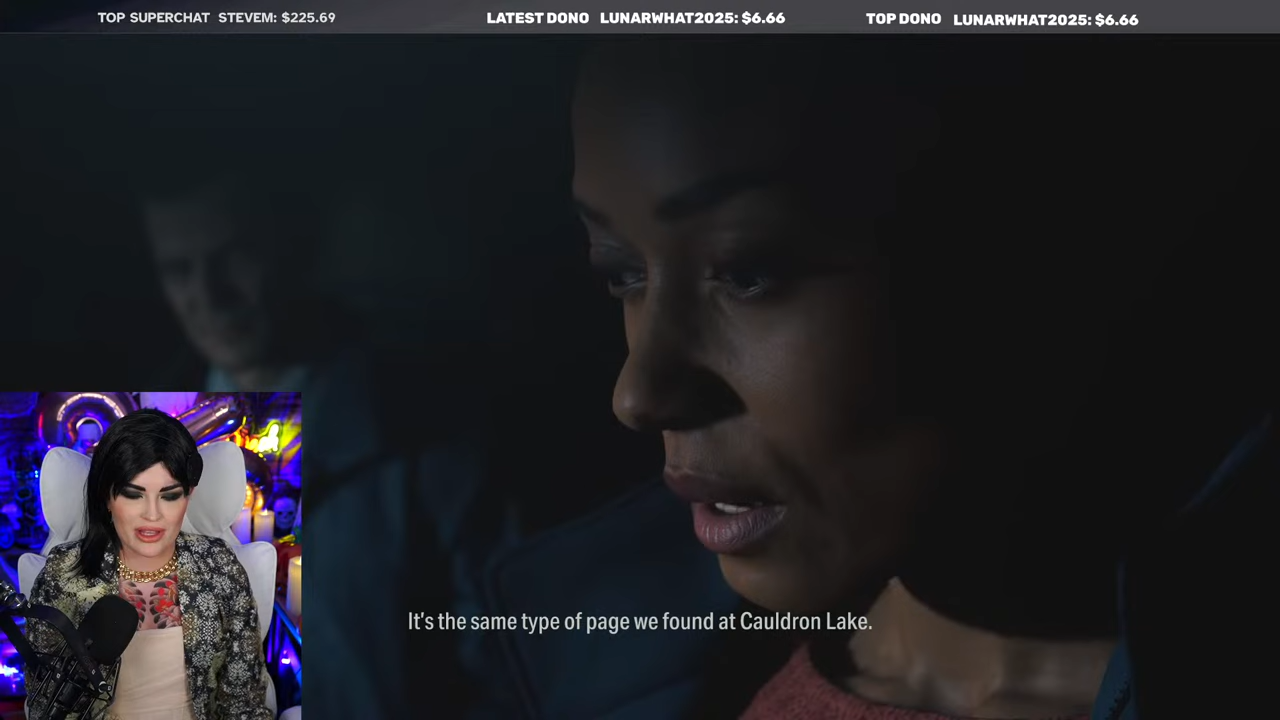 TOP SUPERCHAT STEVEM: $225.69 LATEST DONO LUNARWHAT2025: $6.66 TOP DONO LUNARWHAT2025: $6.66
It's the same type of page we found at Cauldron Lake.